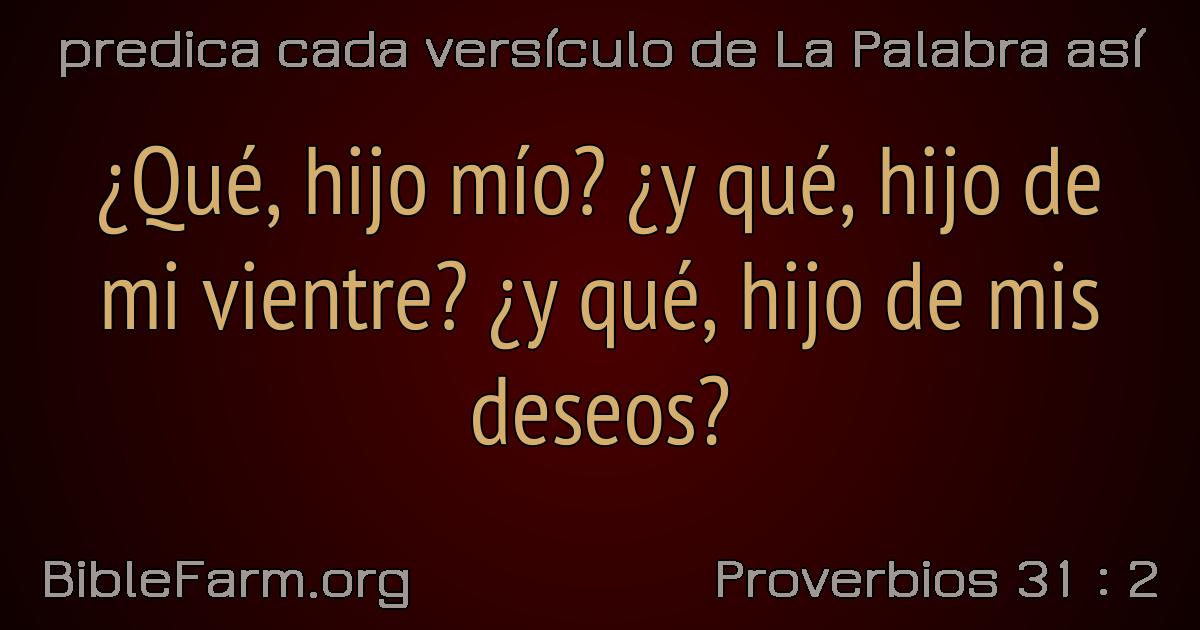 predica cada versículo de La Palabra así
¿Qué, hijo mío? ¿y qué, hijo de
mi vientre? ¿y qué, hijo de mis
deseos?
BibleFarm.org
Proverbios 31 : 2